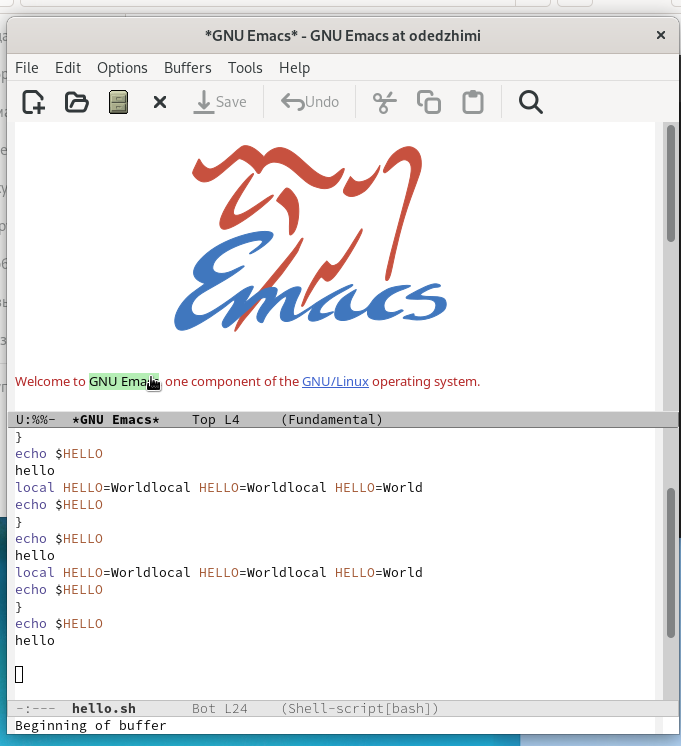 *GNU Emacs* - GNU Emacs at odedzhimi
File Edit Options Buffers Tools Help
Save Undo
Emacs
Welcome to GNU Emacs, one component of the GNU/Linux operating system.
U:%%- *GNU Emacs* Top L4 (Fundamental)
}
echo $HELLO
hello
local HELLO=Worldlocal HELLO=Worldlocal HELLO=World
echo $HELLO
}
echo $HELLO
hello
local HELLO=Worldlocal HELLO=Worldlocal HELLO=World
echo $HELLO
}
echo $HELLO
hello
-:--- hello.sh Bot L24 (Shell-script[bash])
Beginning of buffer